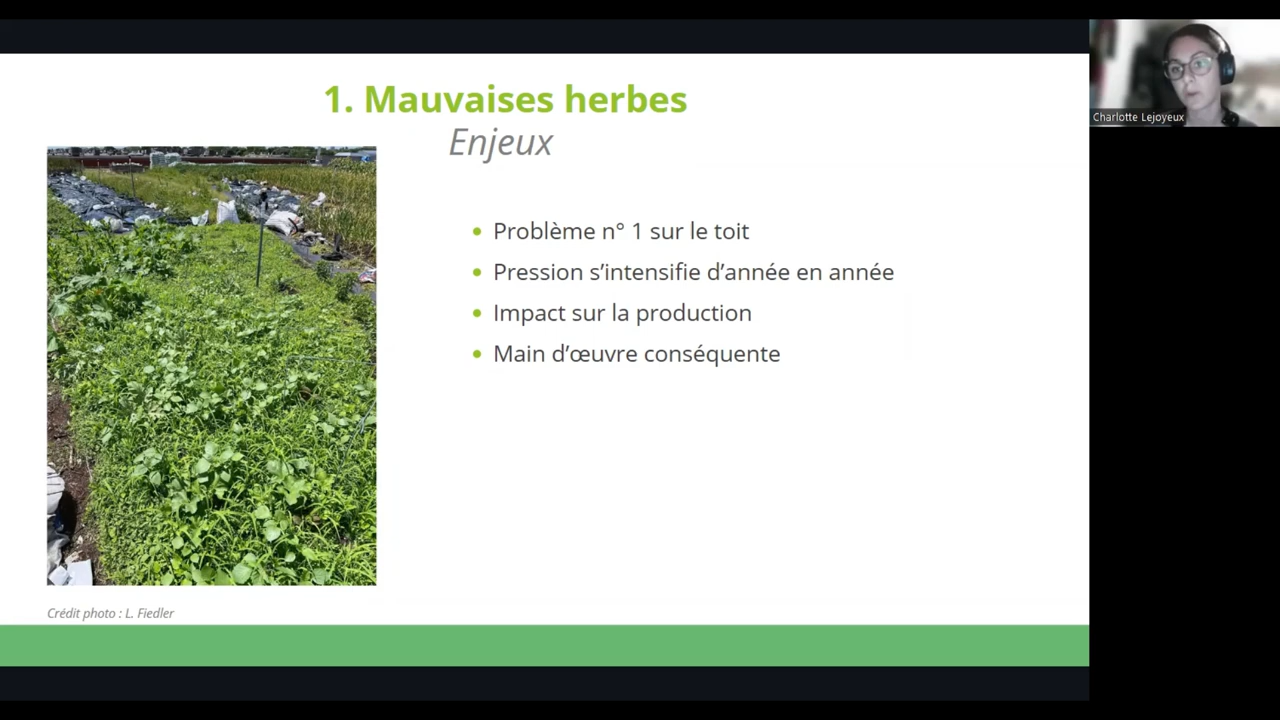 1. Mauvaises herbes
Enjeux
• Problème n° 1 sur le toit
• Pression s’intensifie d’année en année
• Impact sur la production
• Main d’œuvre conséquente
Crédit photo : L. Fiedler
Charlotte Lejoyeux